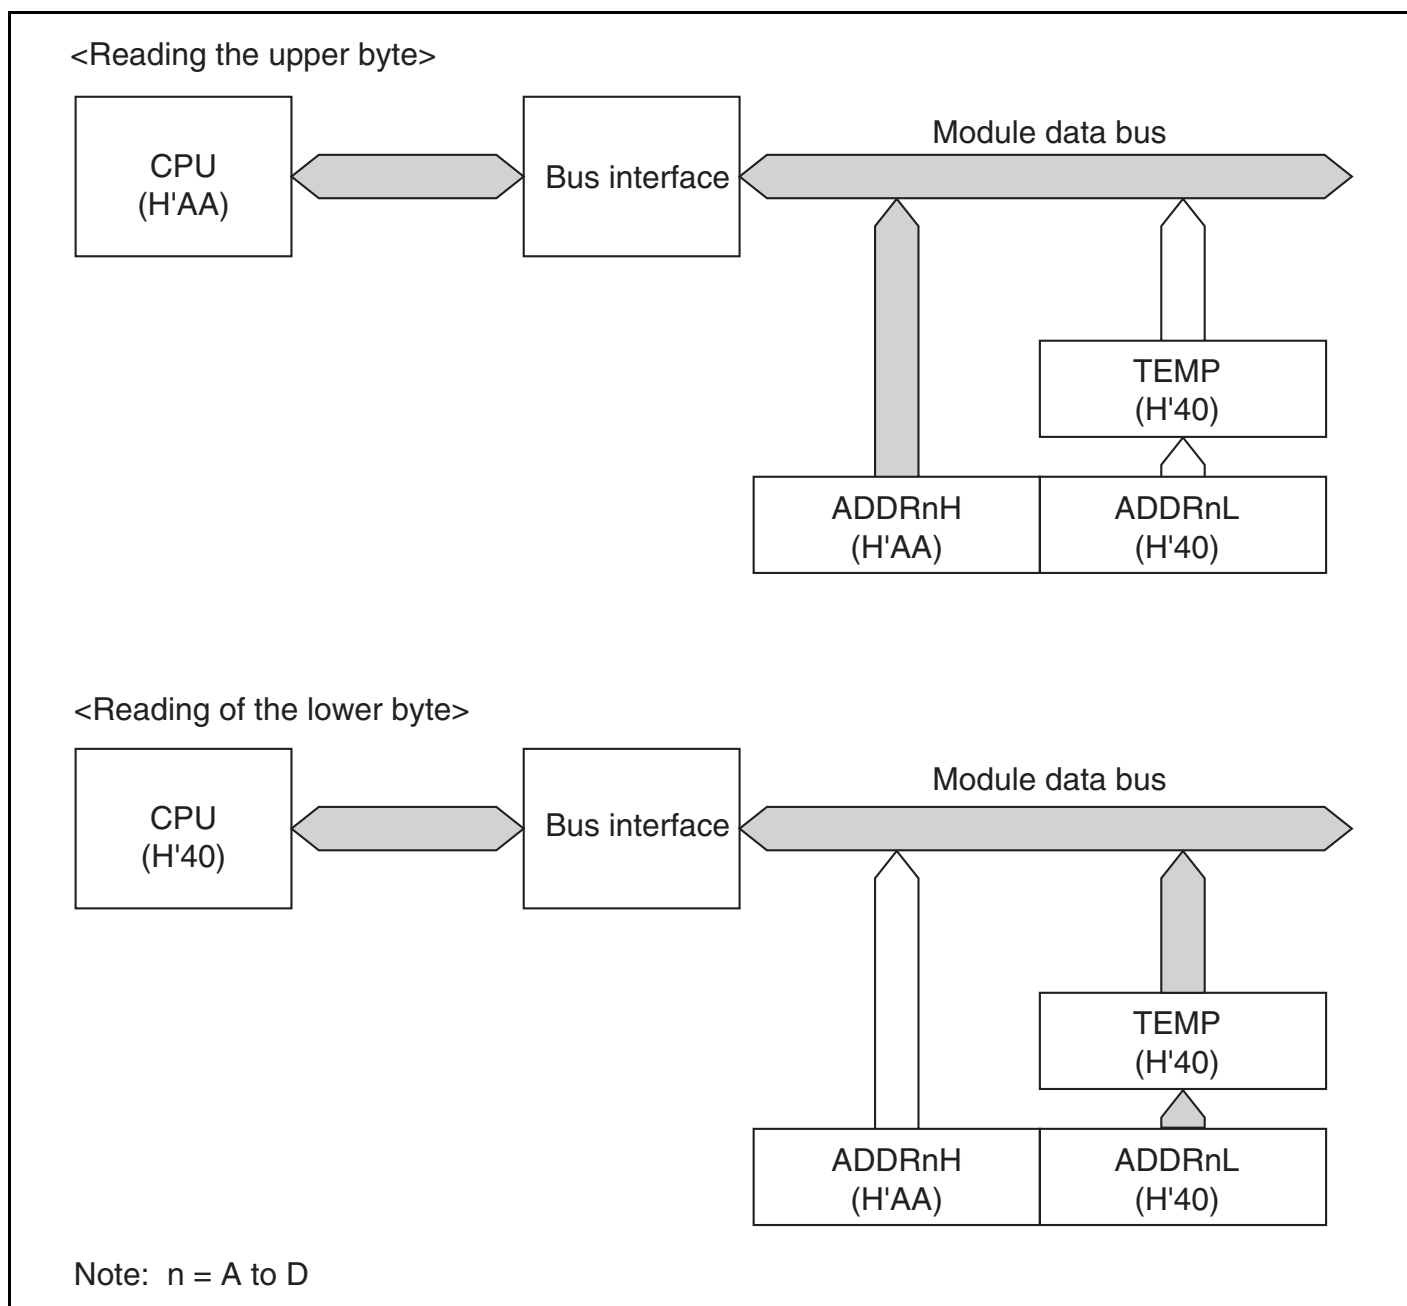 <Reading the upper byte>
Module data bus
CPU
(H'AA)
Bus interface
TEMP
(H'40)
ADDRnH
(H'AA)
ADDRnL
(H'40)
<Reading of the lower byte>
Module data bus
CPU
(H'40)
Bus interface
TEMP
(H'40)
ADDRnH
(H'AA)
ADDRnL
(H'40)
Note: n = A to D